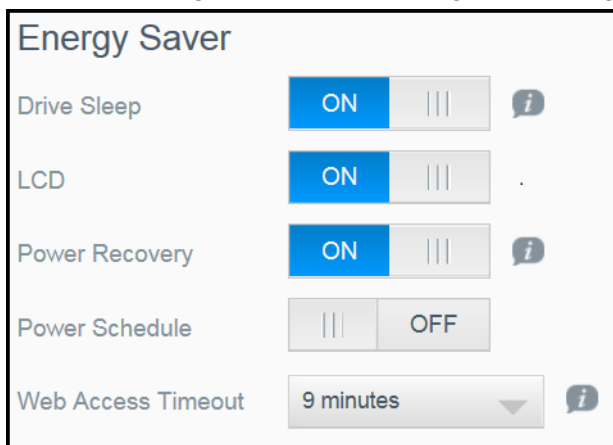 Energy Saver
Drive Sleep ON
LCD ON .
Power Recovery ON
Power Schedule OFF
Web Access Timeout 9 minutes